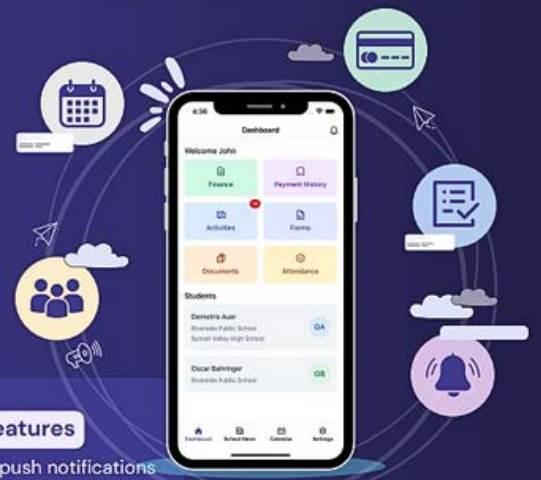 4:56
Dashboard
Welcome John
Finance
Payment History
Activities
Forms
Documents
Attendance
Students
Demetris Auer
Riverside Public School
Sunset Valley High School
DA
Oscar Bahringer
Riverside Public School
OB
Dashboard
School News
Calendar
Settings
eatures
push notifications